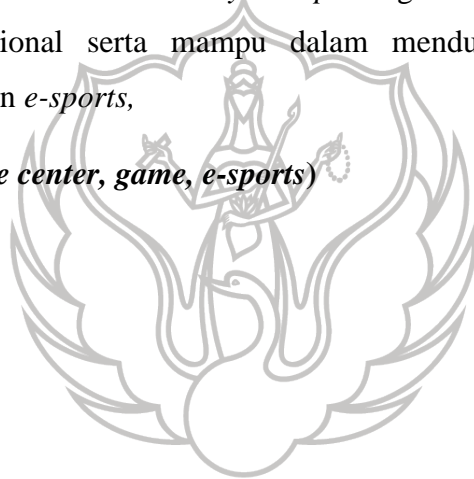 ional serta mampu dalam mendu
n e-sports,
e center, game, e-sports)